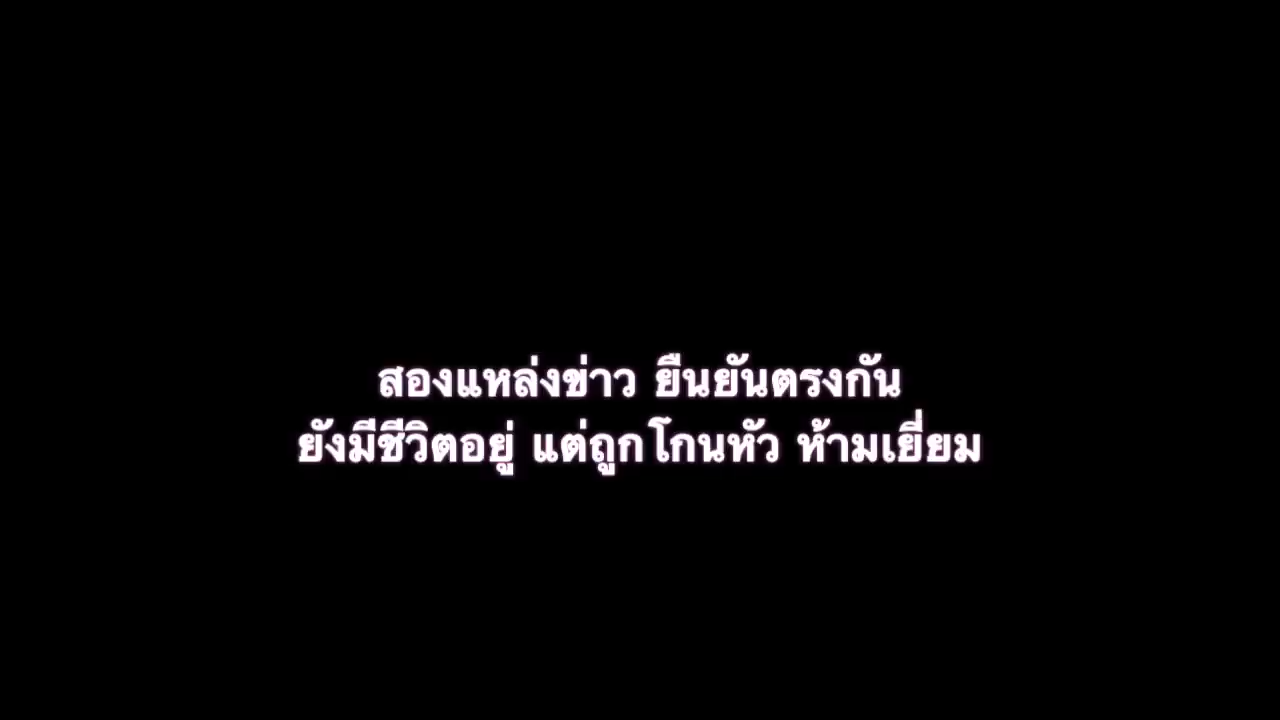 สองแหล่งข่าว ยืนยันตรงกัน
ยังมีชีวิตอยู่ แต่ถูกโกนหัว ห้ามเยี่ยม